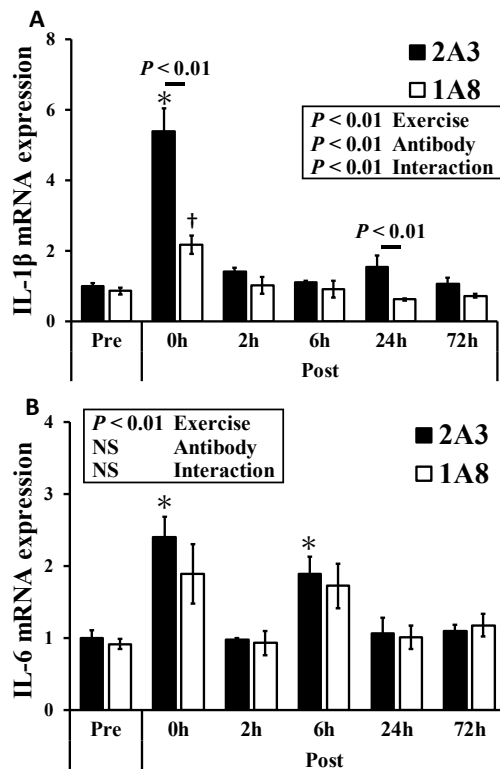 A
IL-1β mRNA expression
8
6
4
2
0
2A3
1A8
P < 0.01
*
†
P < 0.01 Exercise
P < 0.01 Antibody
P < 0.01 Interaction
P < 0.01
Pre 0h 2h 6h 24h 72h
Post
B
IL-6 mRNA expression
4
3
2
1
0
P < 0.01 Exercise
NS Antibody
NS Interaction
2A3
1A8
* *
Pre 0h 2h 6h 24h 72h
Post